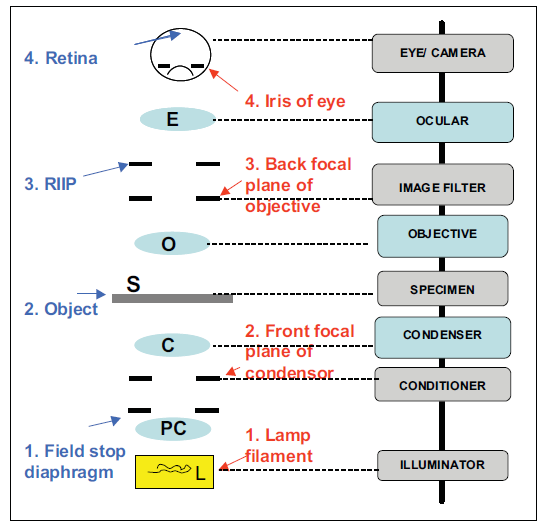 4. Retina
EYE/ CAMERA
4. Iris of eye
E
OCULAR
3. RIIP
3. Back focal
plane of
objective
IMAGE FILTER
O
OBJECTIVE
S
SPECIMEN
2. Object
C
2. Front focal
plane of
condensor
CONDENSER
CONDITIONER
PC
1. Field stop
diaphragm
1. Lamp
filament
L
ILLUMINATOR